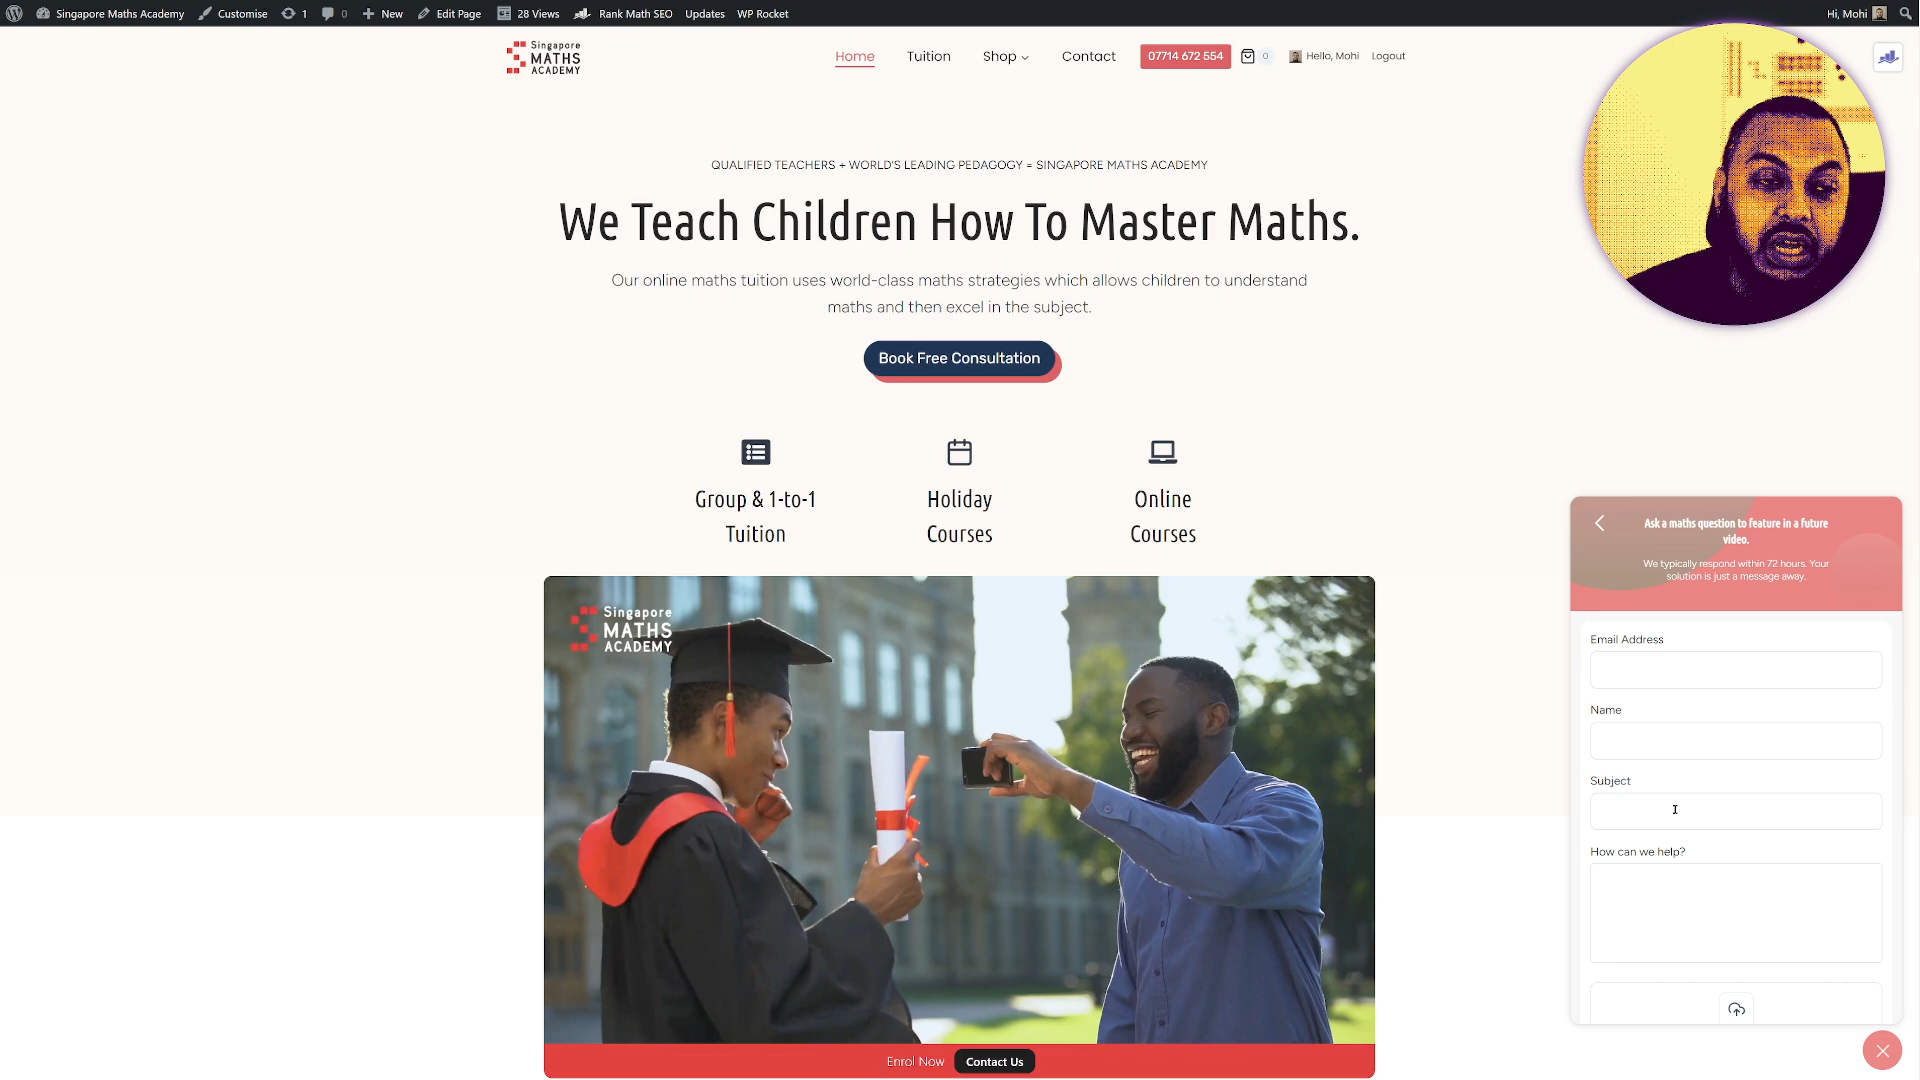 Singapore Maths Academy Customise 1 0 New Edit Page 28 Views Rank Math SEO Updates WP Rocket Hi, Mohi
Singapore
MATHS
ACADEMY
Home Tuition Shop Contact 07714 672 554 0 Hello, Mohi Logout
QUALIFIED TEACHERS + WORLD'S LEADING PEDAGOGY = SINGAPORE MATHS ACADEMY
We Teach Children How To Master Maths.
Our online maths tuition uses world-class maths strategies which allows children to understand
maths and then excel in the subject.
Book Free Consultation
Group & 1-to-1
Tuition
Holiday
Courses
Online
Courses
Singapore
MATHS
ACADEMY
Enrol Now Contact Us
Ask a maths question to feature in a future
video.
We typically respond within 72 hours. Your
solution is just a message away.
Email Address
Name
Subject
How can we help?